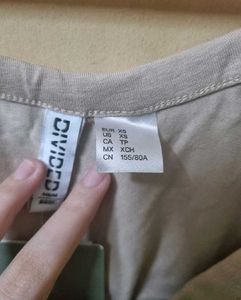 DIVIDED
EUR XS
US XS
CA TP
MX XCH
CN 155/80A